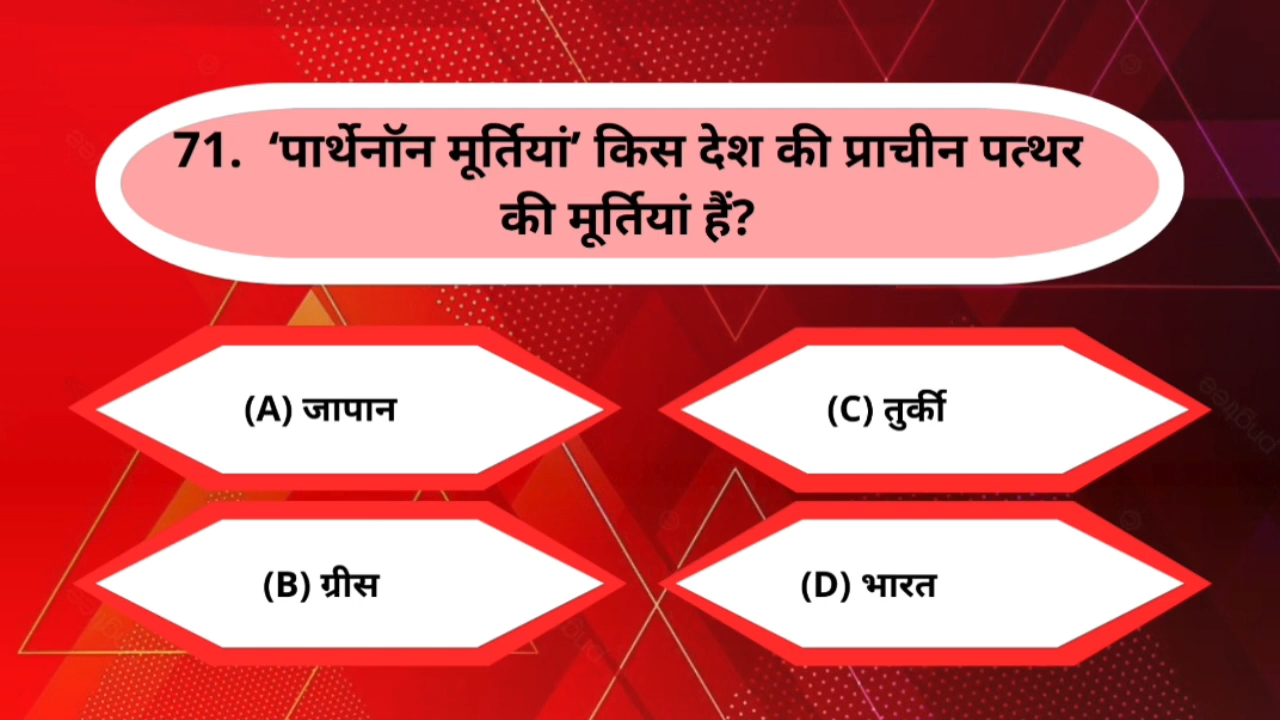 71. ‘पार्थेनॉन मूर्तियां’ किस देश की प्राचीन पत्थर
की मूर्तियां हैं?
(A) जापान
(C) तुर्की
(B) ग्रीस
(D) भारत